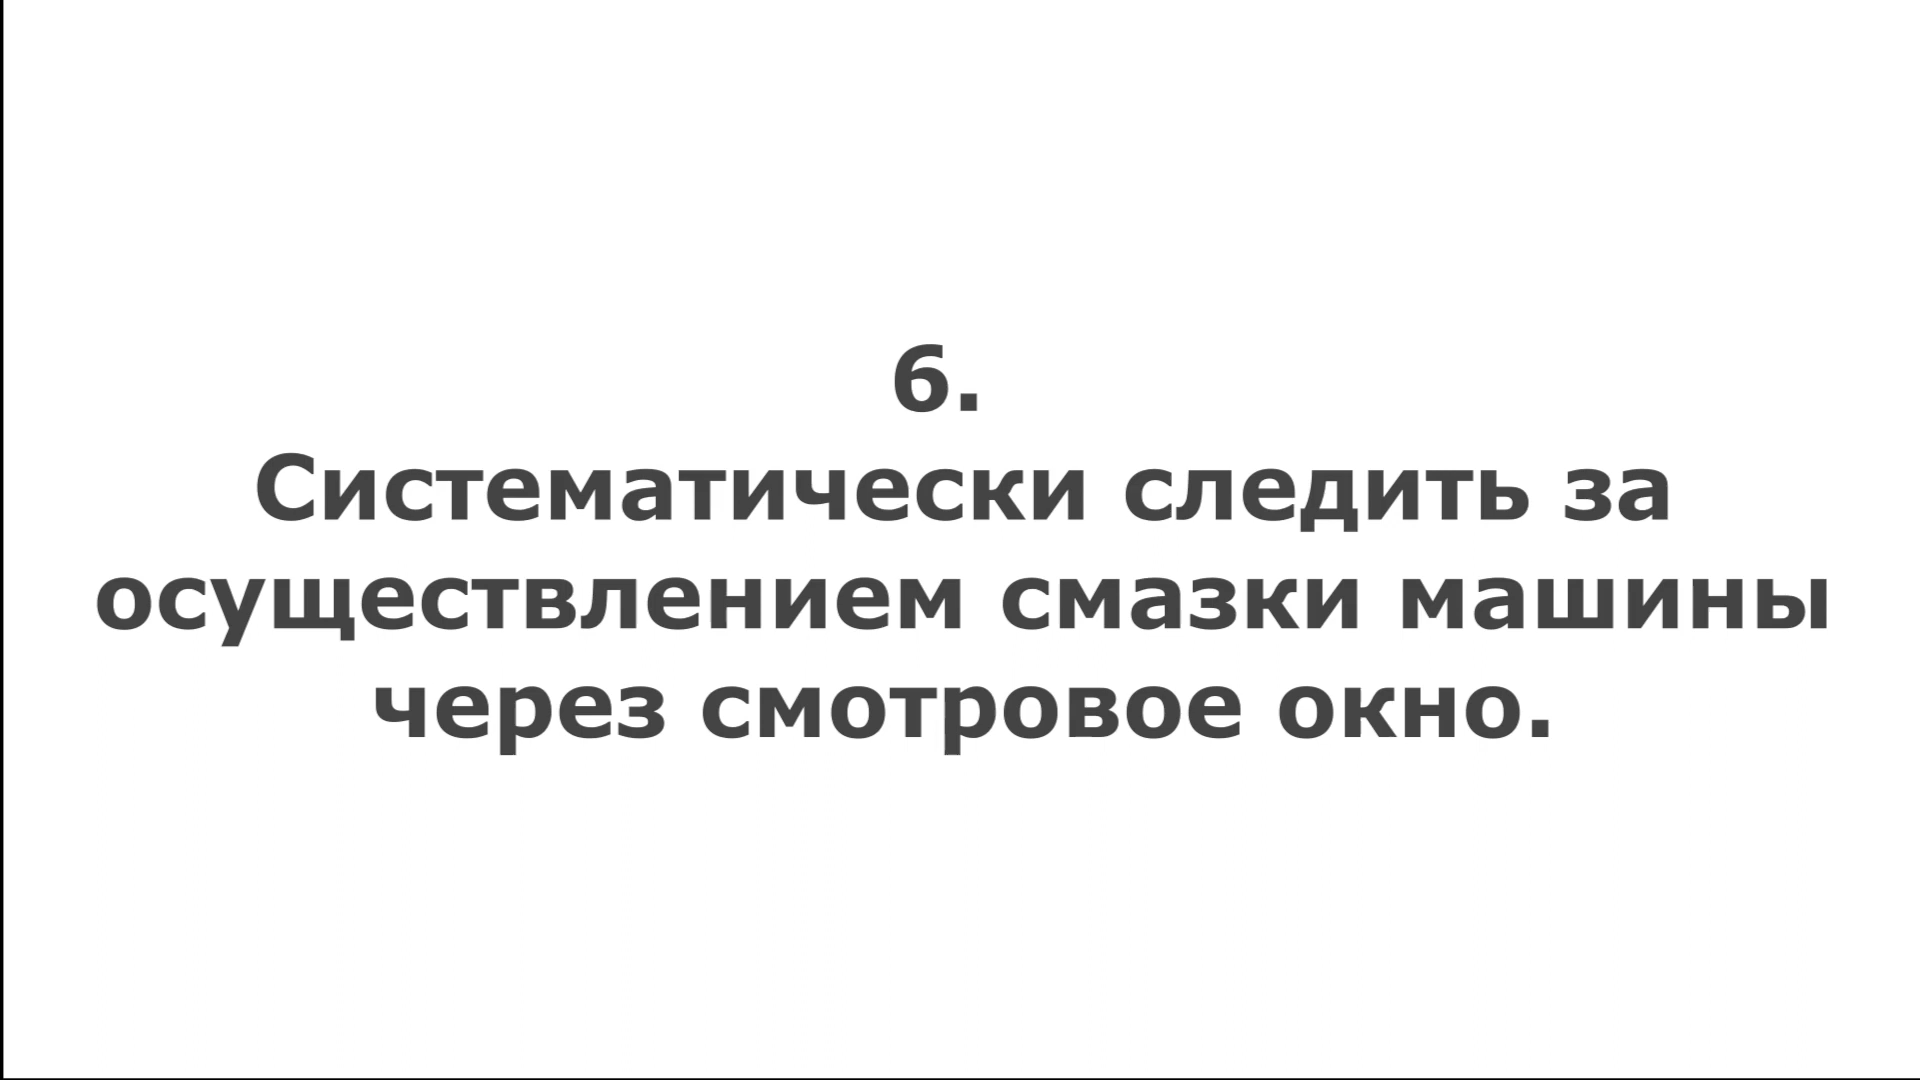 6.
Систематически следить за
осуществлением смазки машины
через смотровое окно.